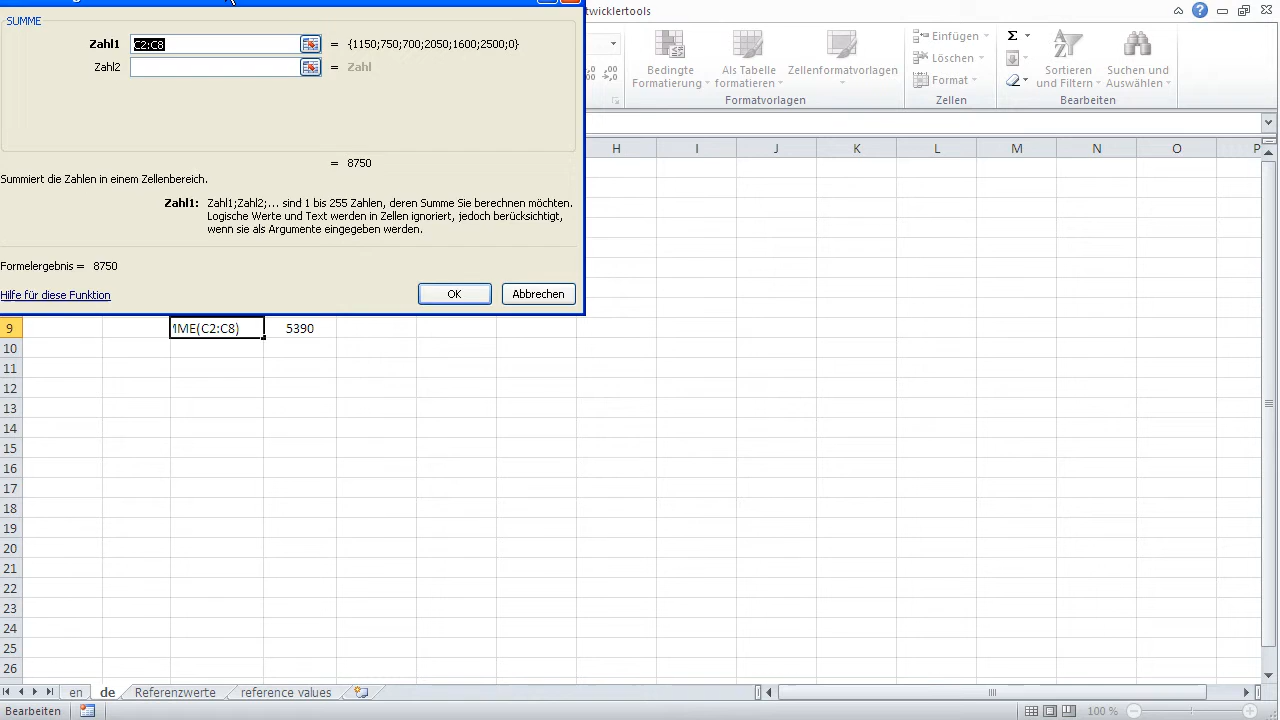 twicklertools
SUMME
Zahl1 C2:C8 = {1150;750;700;2050;1600;2500;0}
Zahl2 = Zahl
= 8750
Summiert die Zahlen in einem Zellenbereich.
Zahl1: Zahl1;Zahl2;... sind 1 bis 255 Zahlen, deren Summe Sie berechnen möchten.
Logische Werte und Text werden in Zellen ignoriert, jedoch berücksichtigt,
wenn sie als Argumente eingegeben werden.
Formelergebnis = 8750
Hilfe für diese Funktion
OK
Abbrechen
Bedingte
Formatierung
Als Tabelle
formatieren
Zellenformatvorlagen
Formatvorlagen
Einfügen
Löschen
Format
Zellen
Σ
Sortieren
und Filtern
Suchen und
Auswählen
Bearbeiten
H I J K L M N O P
9 MME(C2:C8) 5390
10
11
12
13
14
15
16
17
18
19
20
21
22
23
24
25
26
en de Referenzwerte reference values
Bearbeiten 100 %